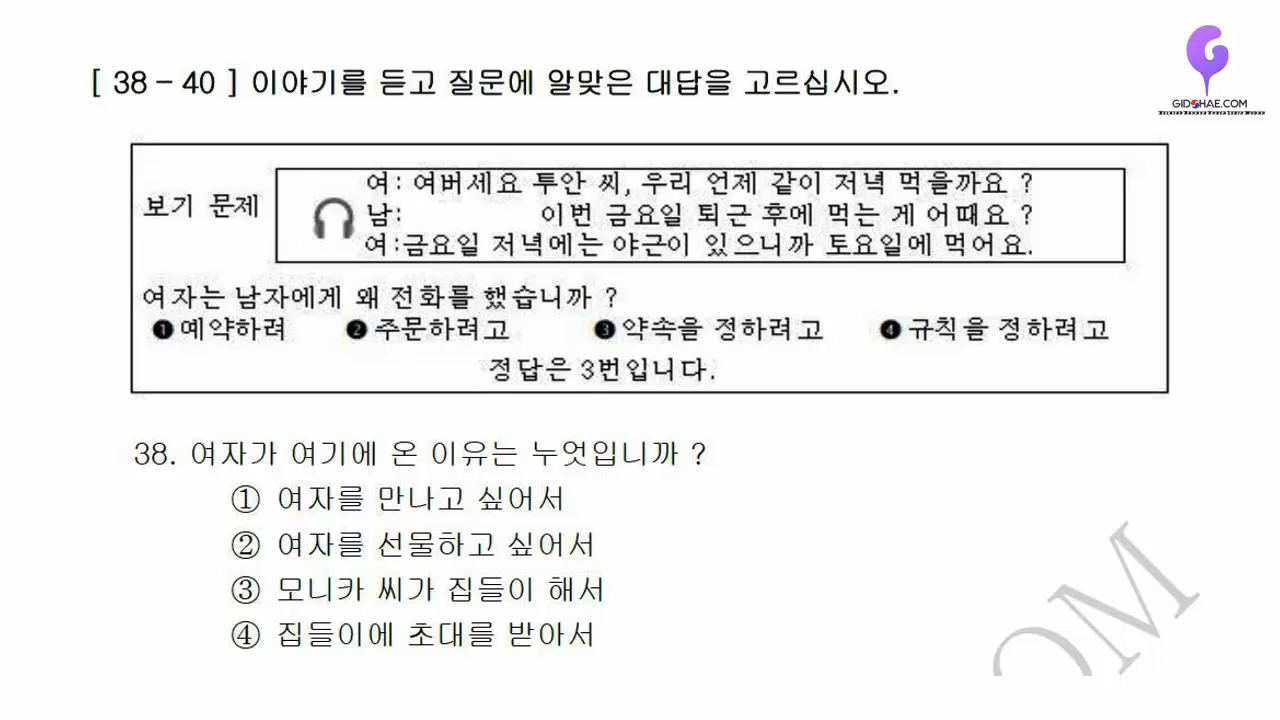 GIDSHAE.COM
[ 38 – 40 ] 이야기를 듣고 질문에 알맞은 대답을 고르십시오.
보기 문제
여: 여버세요 투안 씨, 우리 언제 같이 저녁 먹을까요 ?
남: 이번 금요일 퇴근 후에 먹는 게 어때요 ?
여:금요일 저녁에는 야근이 있으니까 토요일에 먹어요.
여자는 남자에게 왜 전화를 했습니까 ?
❶ 예약하려 ❷ 주문하려고 ❸ 약속을 정하려고 ❹ 규칙을 정하려고
정답은 3번입니다.
38. 여자가 여기에 온 이유는 누엇입니까 ?
① 여자를 만나고 싶어서
② 여자를 선물하고 싶어서
③ 모니카 씨가 집들이 해서
④ 집들이에 초대를 받아서
OM